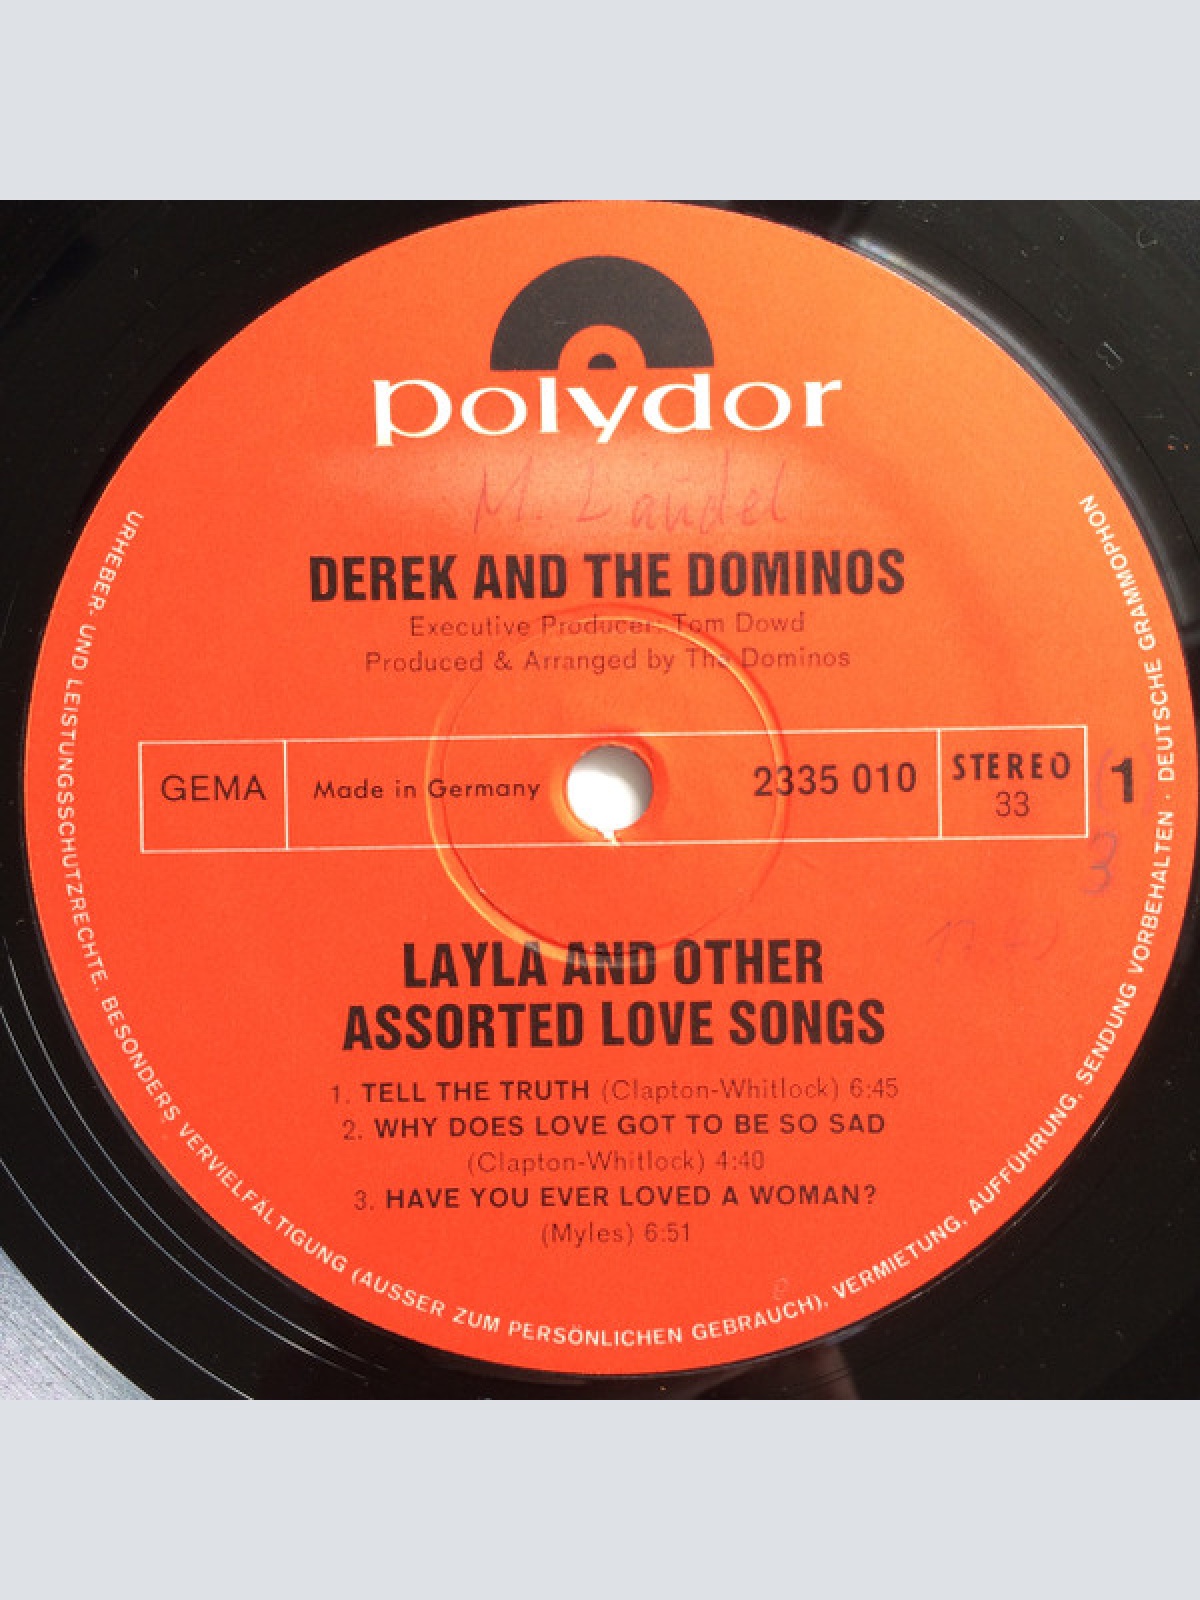 polydor
M. Laudel
DEREK AND THE DOMINOS
Executive Producer: Tom Dowd
Produced & Arranged by The Dominos
GEMA
Made in Germany
2335 010
STEREO
33
1
3
LAYLA AND OTHER
ASSORTED LOVE SONGS
1. TELL THE TRUTH (Clapton-Whitlock) 6:45
2. WHY DOES LOVE GOT TO BE SO SAD
(Clapton-Whitlock) 4:40
3. HAVE YOU EVER LOVED A WOMAN?
(Myles) 6:51
URHEBER- UND LEISTUNGSSCHUTZRECHTE, BESONDERS VERVIELFÄLTIGUNG (AUSSER ZUM PERSÖNLICHEN GEBRAUCH), VERMIETUNG, AUFFÜHRUNG, SENDUNG VORBEHALTEN · DEUTSCHE GRAMMOPHON